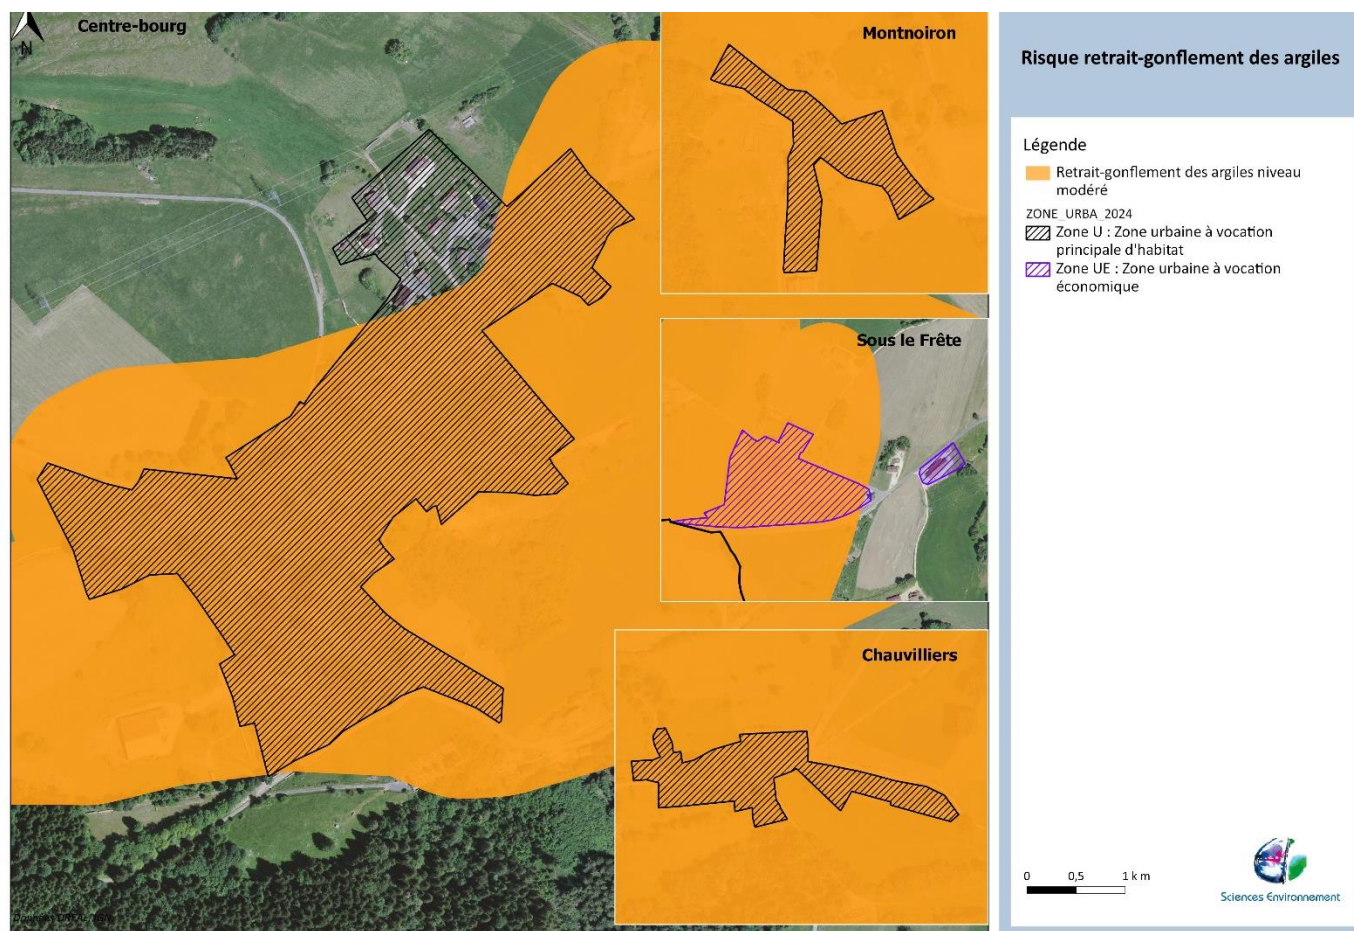 Centre-bourg
N
Montnoiron
Sous le Frête
Chauvilliers
Risque retrait-gonflement des argiles
Légende
Retrait-gonflement des argiles niveau
modéré
ZONE_URBA_2024
Zone U : Zone urbaine à vocation
principale d'habitat
Zone UE : Zone urbaine à vocation
économique
0 0,5 1 km
Sciences Environnement